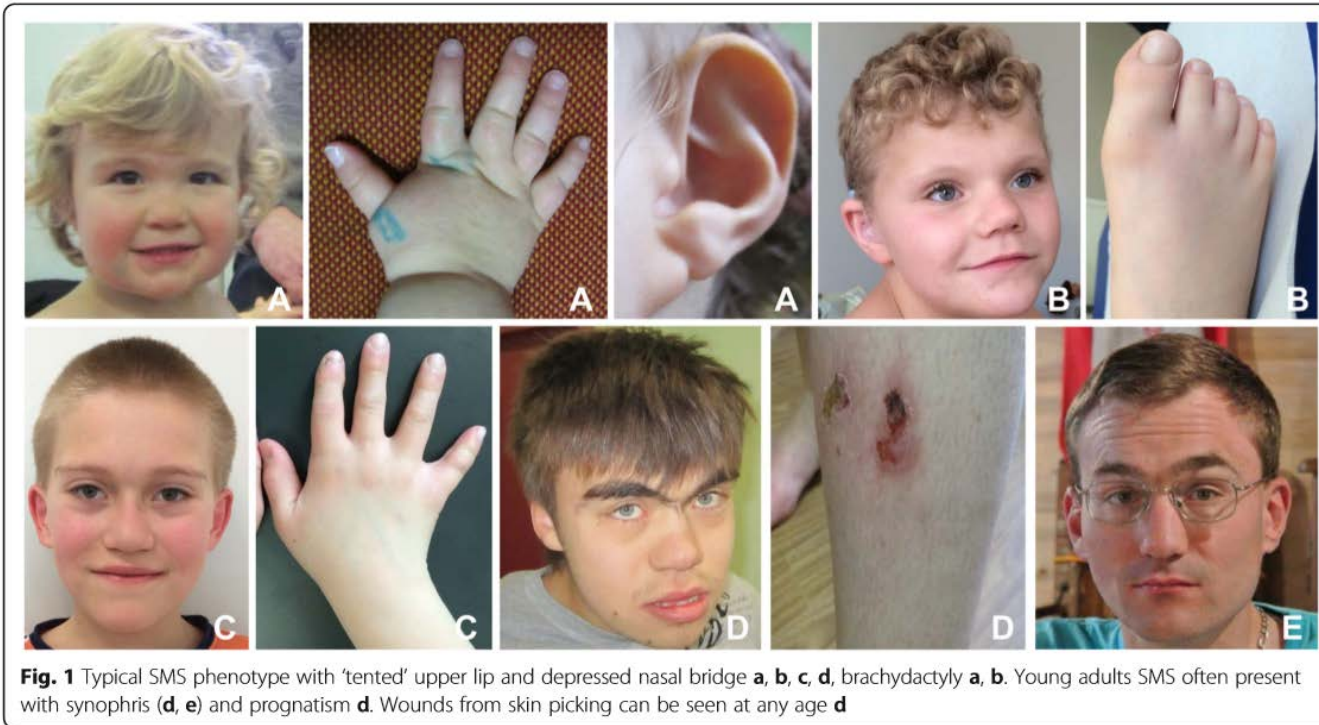 A
A
A
B
B
C
C
D
D
E
Fig. 1 Typical SMS phenotype with ‘tented’ upper lip and depressed nasal bridge a, b, c, d, brachydactyly a, b. Young adults SMS often present
with synophris (d, e) and prognatism d. Wounds from skin picking can be seen at any age d